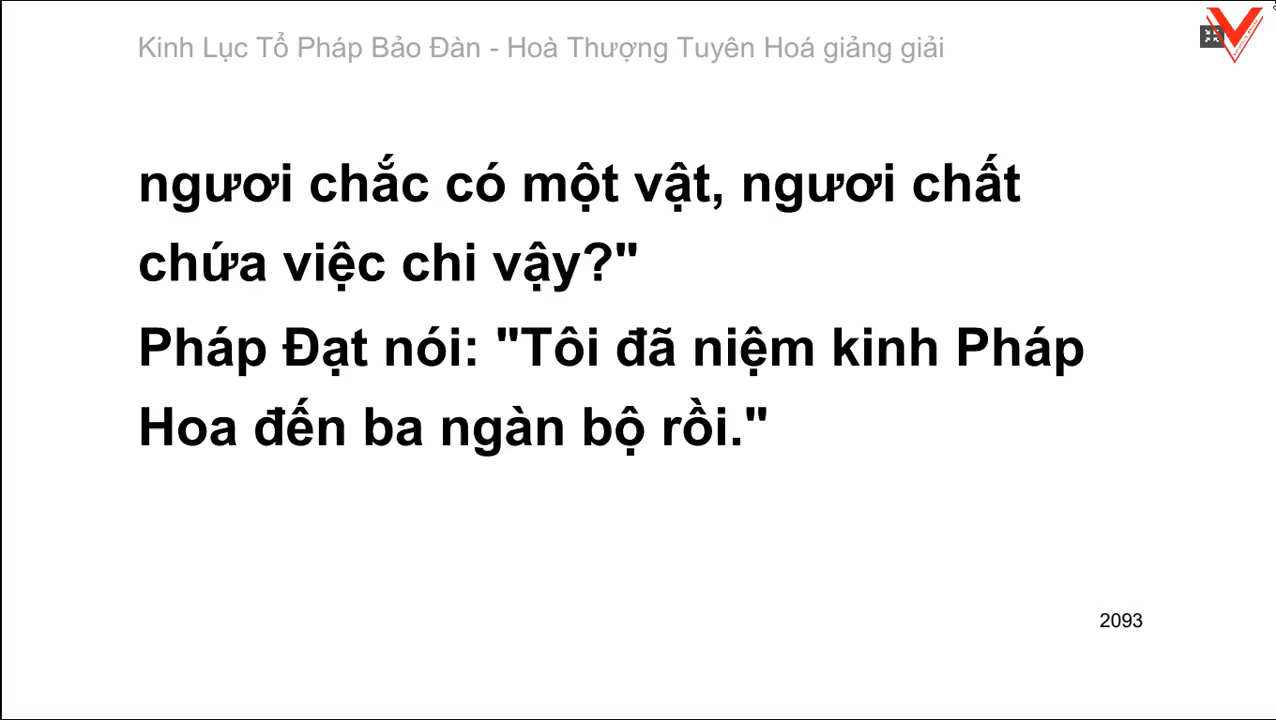 Kinh Lục Tổ Pháp Bảo Đàn - Hoà Thượng Tuyên Hoá giảng giải
ngươi chắc có một vật, ngươi chất
chứa việc chi vậy?"
Pháp Đạt nói: "Tôi đã niệm kinh Pháp
Hoa đến ba ngàn bộ rồi."
2093